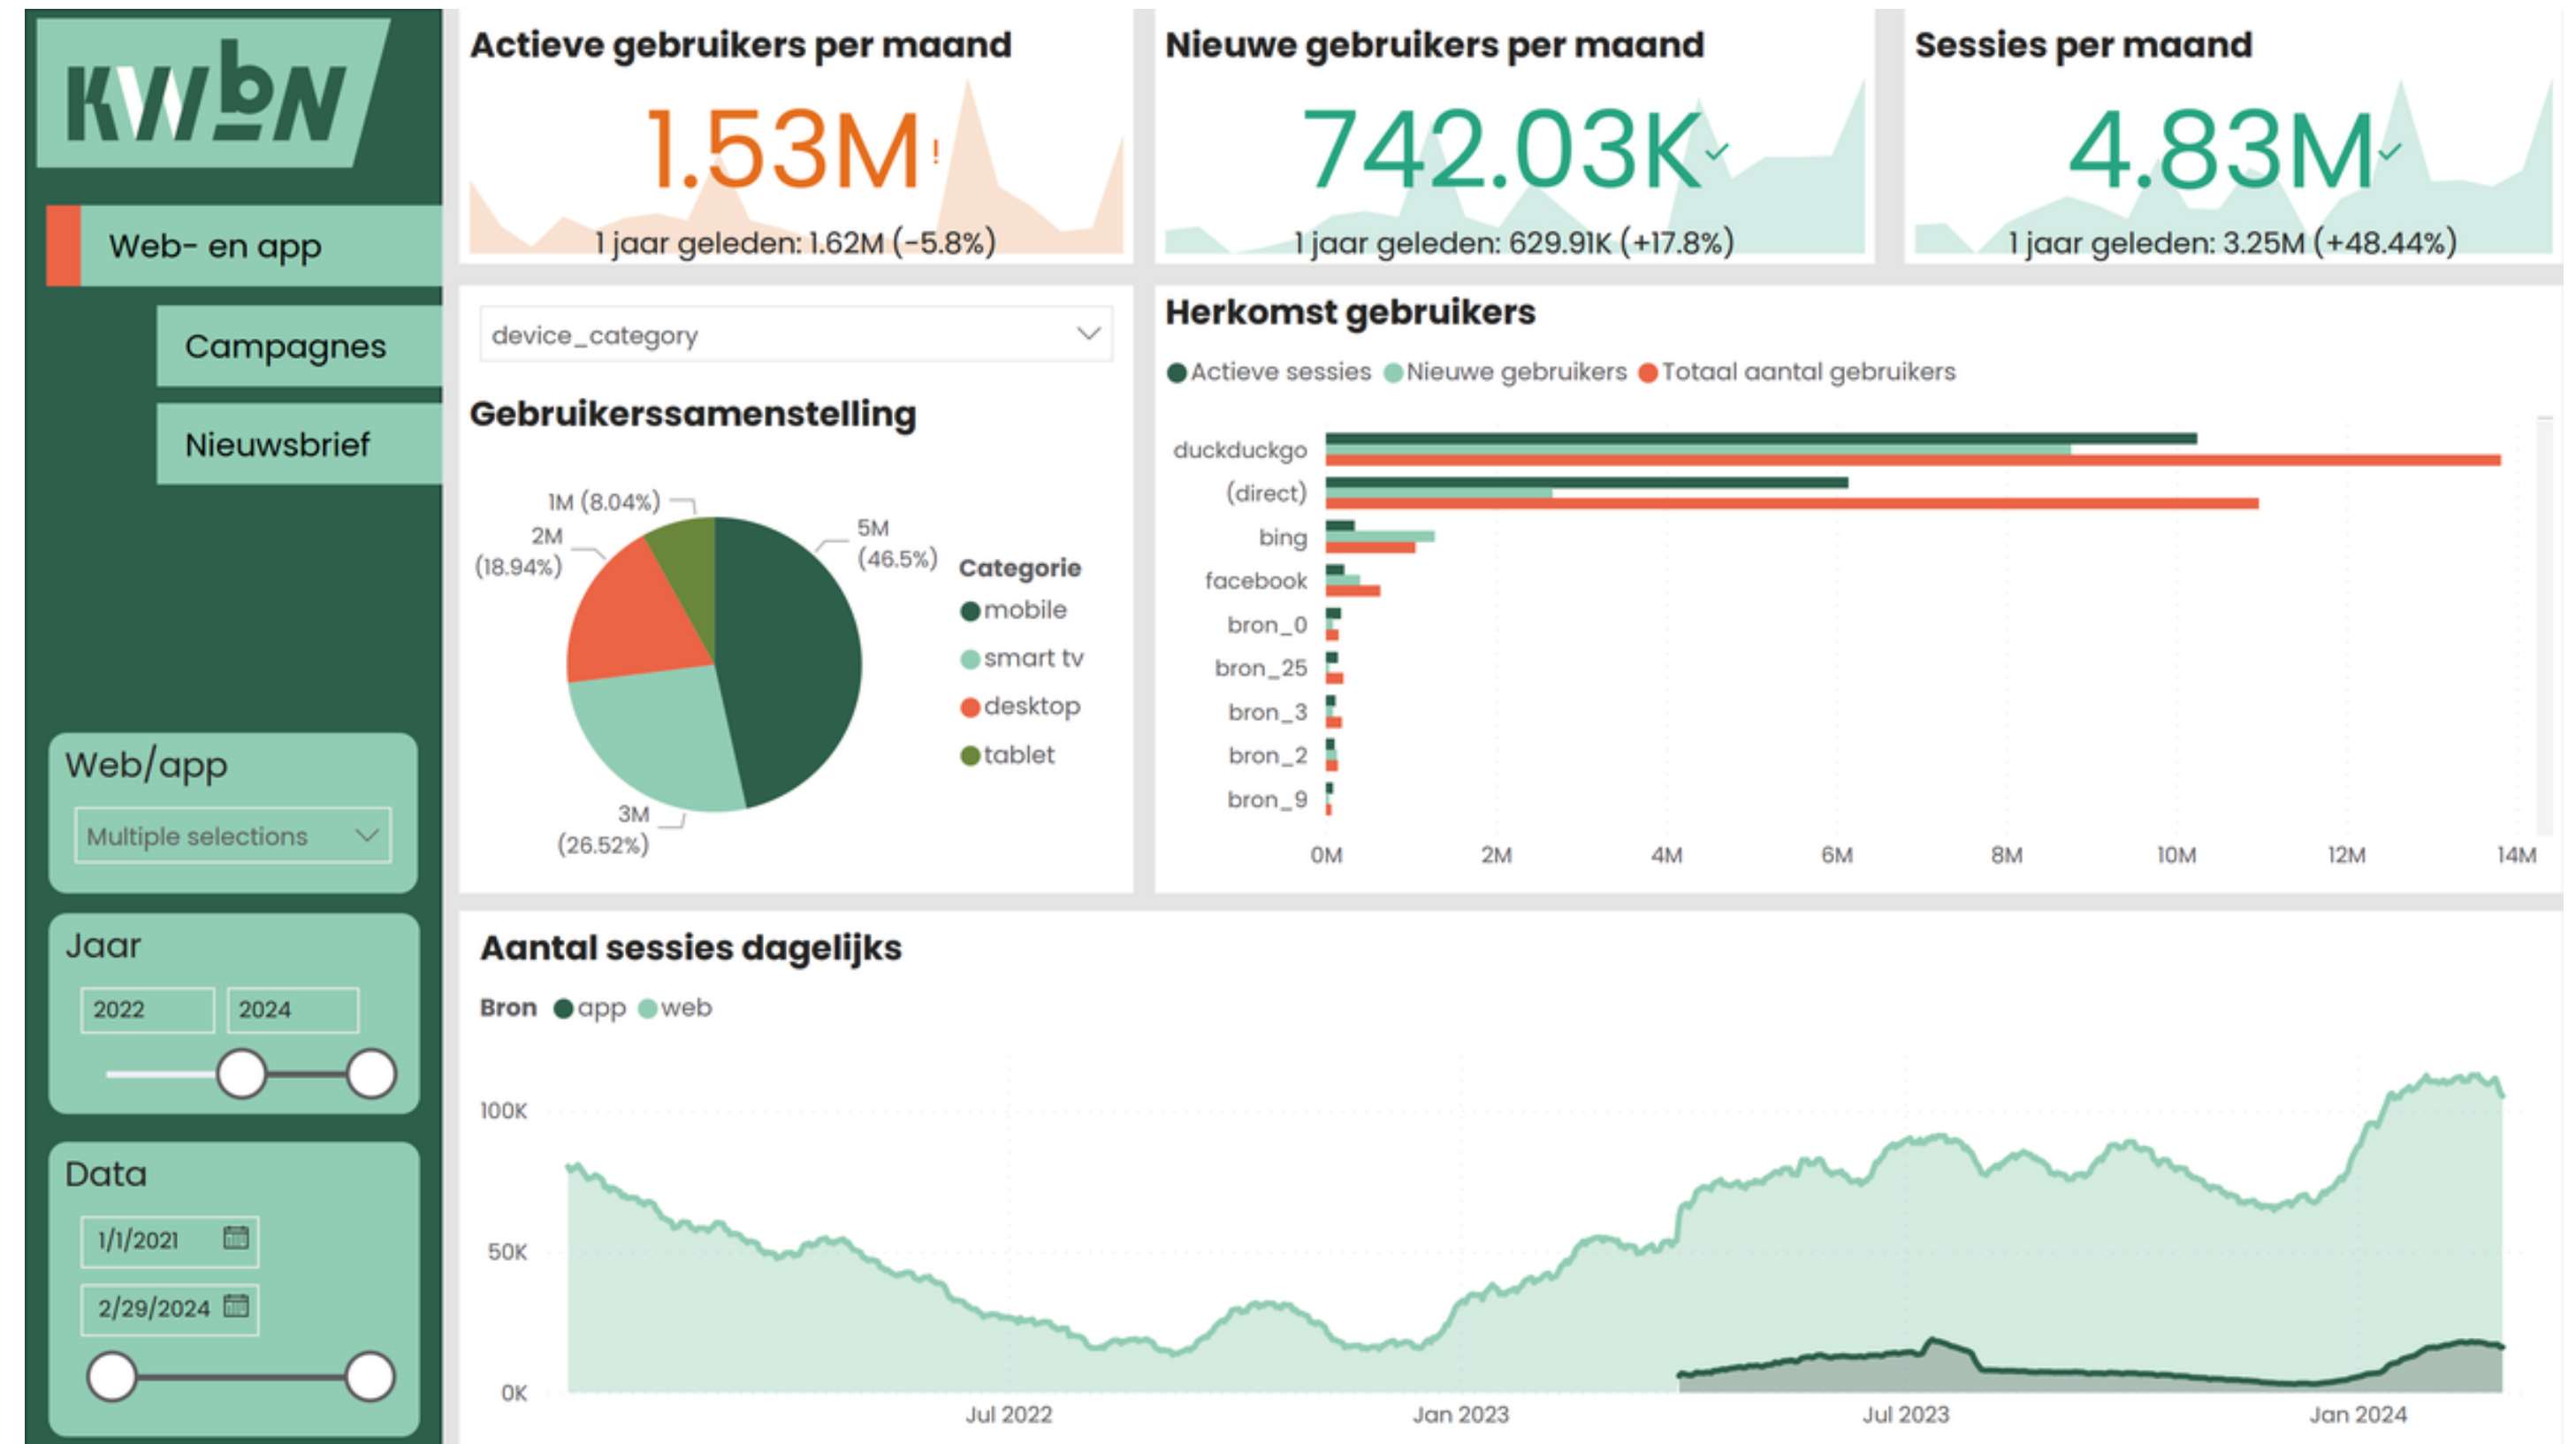 KWbN
Web- en app
Campagnes
Nieuwsbrief
Web/app
Multiple selections
Jaar
2022 2024
Data
1/1/2021
2/29/2024
Actieve gebruikers per maand
1.53M!
1 jaar geleden: 1.62M (-5.8%)
Nieuwe gebruikers per maand
742.03K
1 jaar geleden: 629.91K (+17.8%)
Sessies per maand
4.83M
1 jaar geleden: 3.25M (+48.44%)
device_category
Gebruikerssamenstelling
1M (8.04%)
2M
(18.94%)
5M
(46.5%)
3M
(26.52%)
Categorie
mobile
smart tv
desktop
tablet
Herkomst gebruikers
Actieve sessies Nieuwe gebruikers Totaal aantal gebruikers
duckduckgo
(direct)
bing
facebook
bron_0
bron_25
bron_3
bron_2
bron_9
0M 2M 4M 6M 8M 10M 12M 14M
Aantal sessies dagelijks
Bron app web
100K
50K
0K
Jul 2022 Jan 2023 Jul 2023 Jan 2024